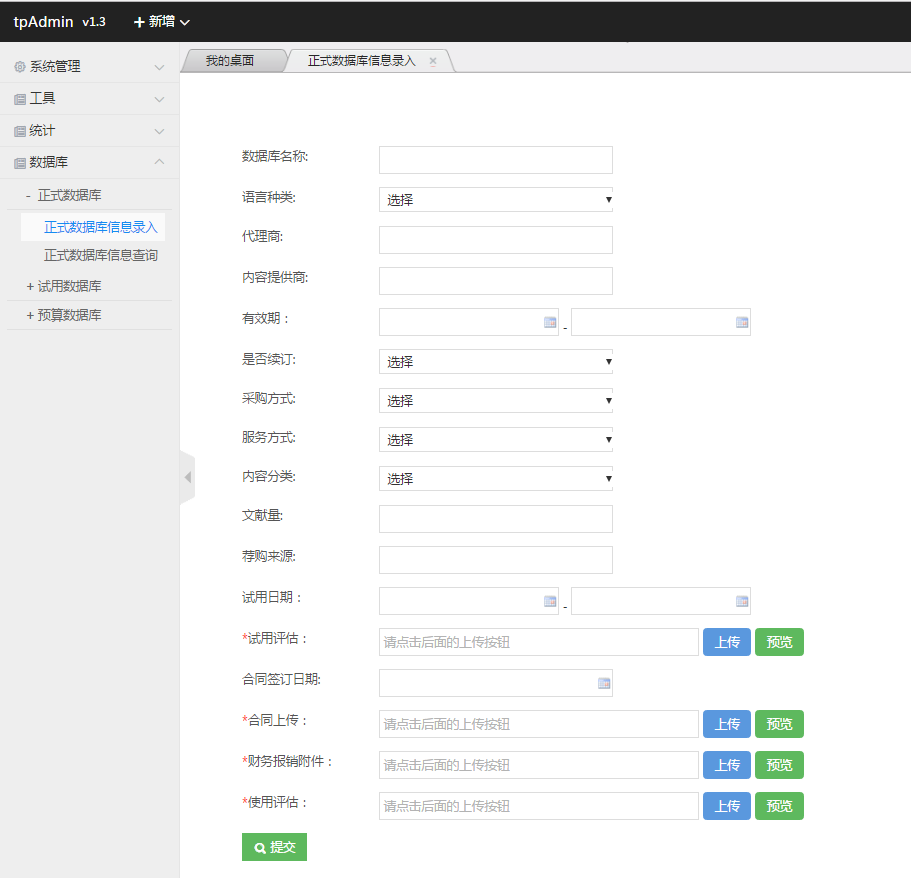 tpAdmin v1.3 + 新增
系统管理
工具
统计
数据库
- 正式数据库
正式数据库信息录入
正式数据库信息查询
+ 试用数据库
+ 预算数据库
我的桌面 正式数据库信息录入 ×
数据库名称:
语言种类: 选择
代理商:
内容提供商:
有效期： -
是否续订: 选择
采购方式: 选择
服务方式: 选择
内容分类: 选择
文献量:
荐购来源:
试用日期： -
*试用评估： 请点击后面的上传按钮 上传 预览
合同签订日期:
*合同上传： 请点击后面的上传按钮 上传 预览
*财务报销附件： 请点击后面的上传按钮 上传 预览
*使用评估： 请点击后面的上传按钮 上传 预览
提交